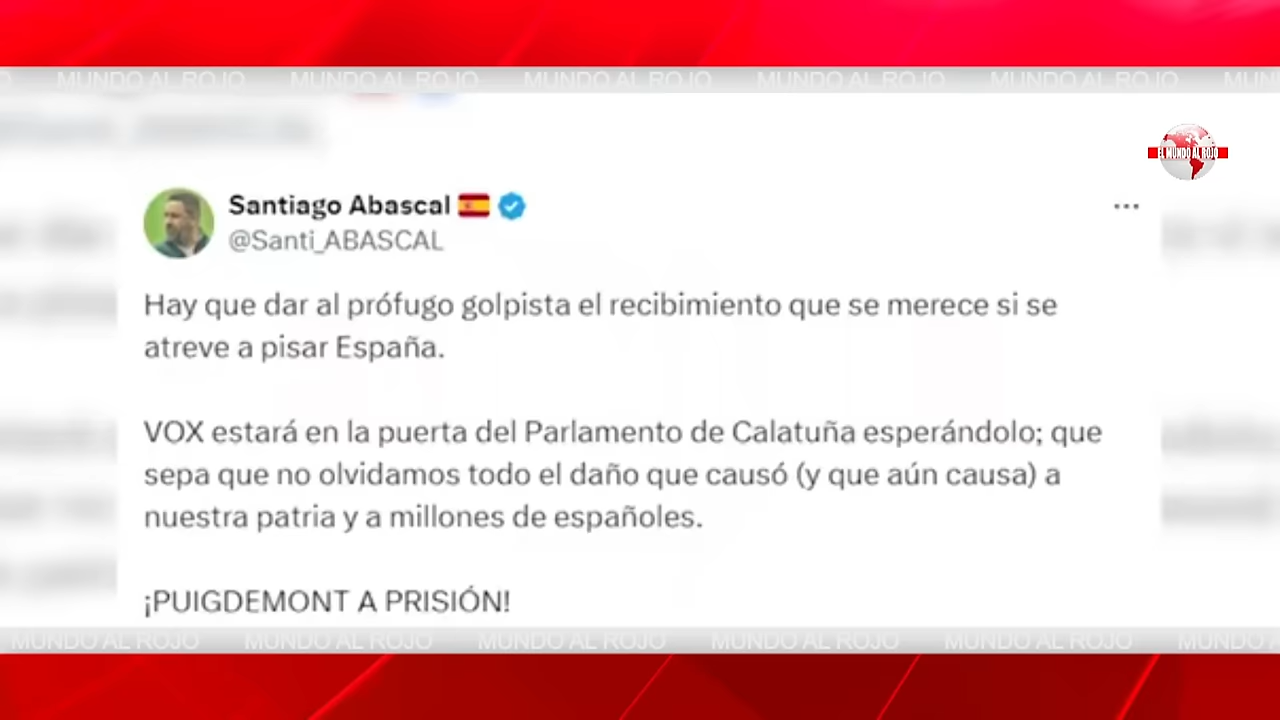 MUNDO AL ROJO MUNDO AL ROJO MUNDO AL ROJO MUNDO AL ROJO MUNDO AL ROJO
EL MUNDO AL ROJO
Santiago Abascal
@Santi_ABASCAL
Hay que dar al prófugo golpista el recibimiento que se merece si se
atreve a pisar España.
VOX estará en la puerta del Parlamento de Calatuña esperándolo; que
sepa que no olvidamos todo el daño que causó (y que aún causa) a
nuestra patria y a millones de españoles.
¡PUIGDEMONT A PRISIÓN!
MUNDO AL ROJO MUNDO AL ROJO MUNDO AL ROJO MUNDO AL ROJO MUNDO AL ROJO MUNDO AL